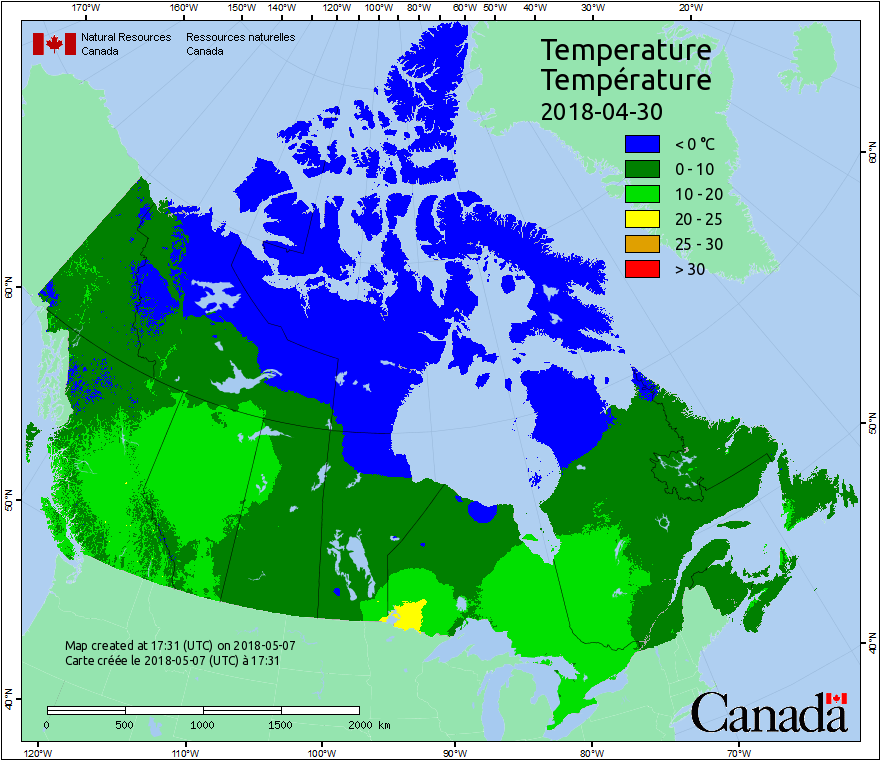 170°W 160°W 150°W 140°W 120°W 100°W 80°W 60°W 50°W 40°W 30°W 20°W
Natural Resources Ressources naturelles
Canada Canada
Temperature
Température
2018-04-30
< 0 °C
0 - 10
10 - 20
20 - 25
25 - 30
> 30
60°N
50°N
40°N
60°N
50°N
40°N
Map created at 17:31 (UTC) on 2018-05-07
Carte créée le 2018-05-07 (UTC) à 17:31
0 500 1000 1500 2000 km
Canada
120°W 110°W 100°W 90°W 80°W 70°W